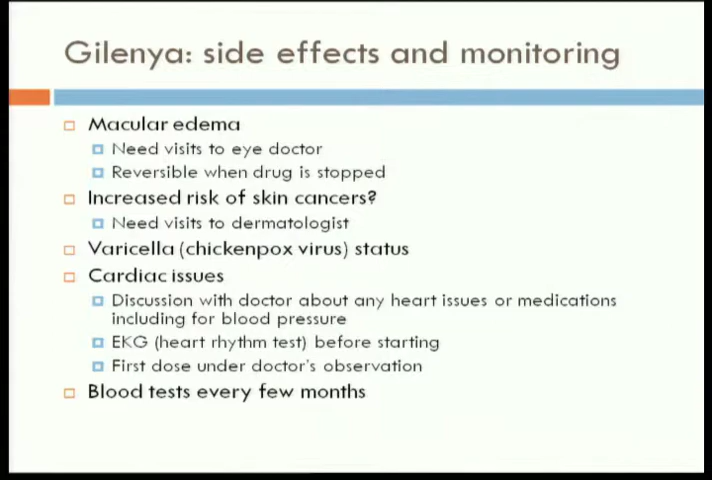 Gilenya: side effects and monitoring
Macular edema
Need visits to eye doctor
Reversible when drug is stopped
Increased risk of skin cancers?
Need visits to dermatologist
Varicella (chickenpox virus) status
Cardiac issues
Discussion with doctor about any heart issues or medications
including for blood pressure
EKG (heart rhythm test) before starting
First dose under doctor's observation
Blood tests every few months